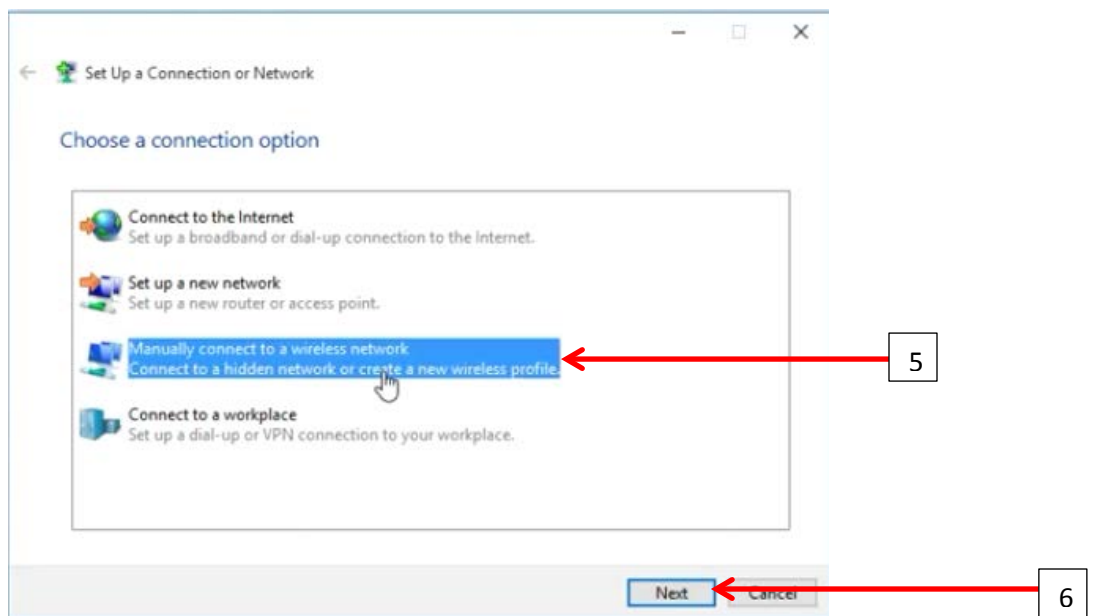 Set Up a Connection or Network
Choose a connection option
Connect to the Internet
Set up a broadband or dial-up connection to the Internet.
Set up a new network
Set up a new router or access point.
Manually connect to a wireless network
Connect to a hidden network or create a new wireless profile.
5
Connect to a workplace
Set up a dial-up or VPN connection to your workplace.
Next
Cancel
6